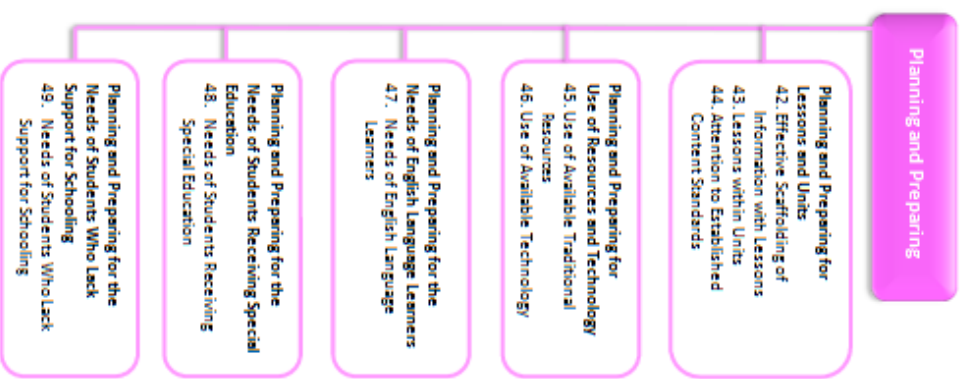 Planning and Preparing
Planning and Preparing for
Lessons and Units
42. Effective Scaffolding of
Information with Lessons
43. Lessons within Units
44. Attention to Established
Content Standards
Planning and Preparing for
Use of Resources and Technology
45. Use of Available Traditional
Resources
46. Use of Available Technology
Planning and Preparing for the
Needs of English Language Learners
47. Needs of English Language
Learners
Planning and Preparing for the
Needs of Students Receiving Special
Education
48. Needs of Students Receiving
Special Education
Planning and Preparing for the
Needs of Students Who Lack
Support for Schooling
49. Needs of Students Who Lack
Support for Schooling